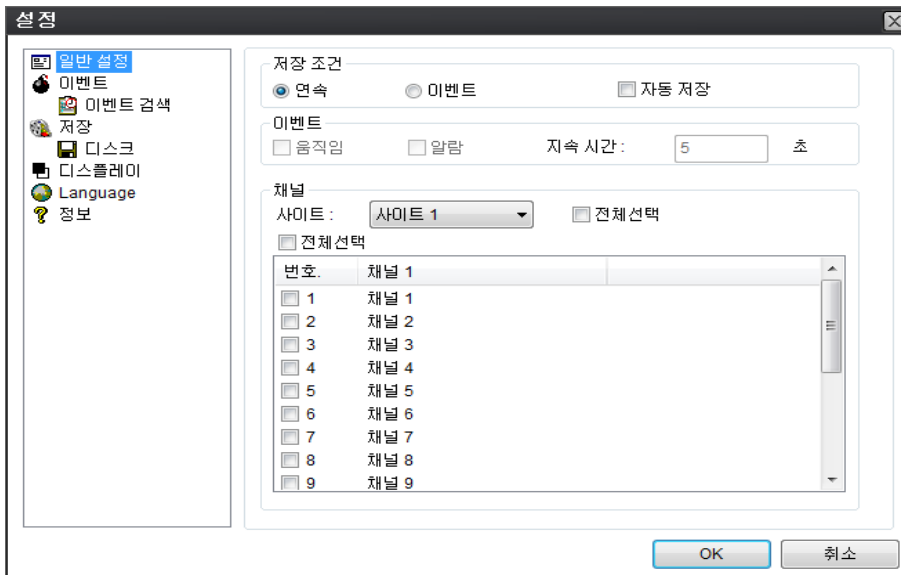 설정
일반 설정
이벤트
이벤트 검색
저장
디스크
디스플레이
Language
정보
저장 조건
연속 이벤트 자동 저장
이벤트
움직임 알람 지속 시간 : 5 초
채널
사이트 : 사이트 1 전체선택
전체선택
번호. 채널 1
1 채널 1
2 채널 2
3 채널 3
4 채널 4
5 채널 5
6 채널 6
7 채널 7
8 채널 8
9 채널 9
OK 취소